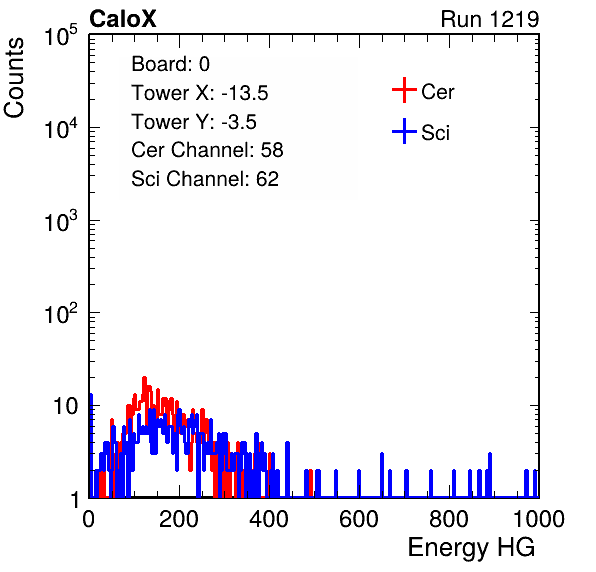 CaloX Run 1219
Counts
Board: 0
Tower X: -13.5
Tower Y: -3.5
Cer Channel: 58
Sci Channel: 62
Cer
Sci
10^5
10^4
10^3
10^2
10
1
0 200 400 600 800 1000
Energy HG